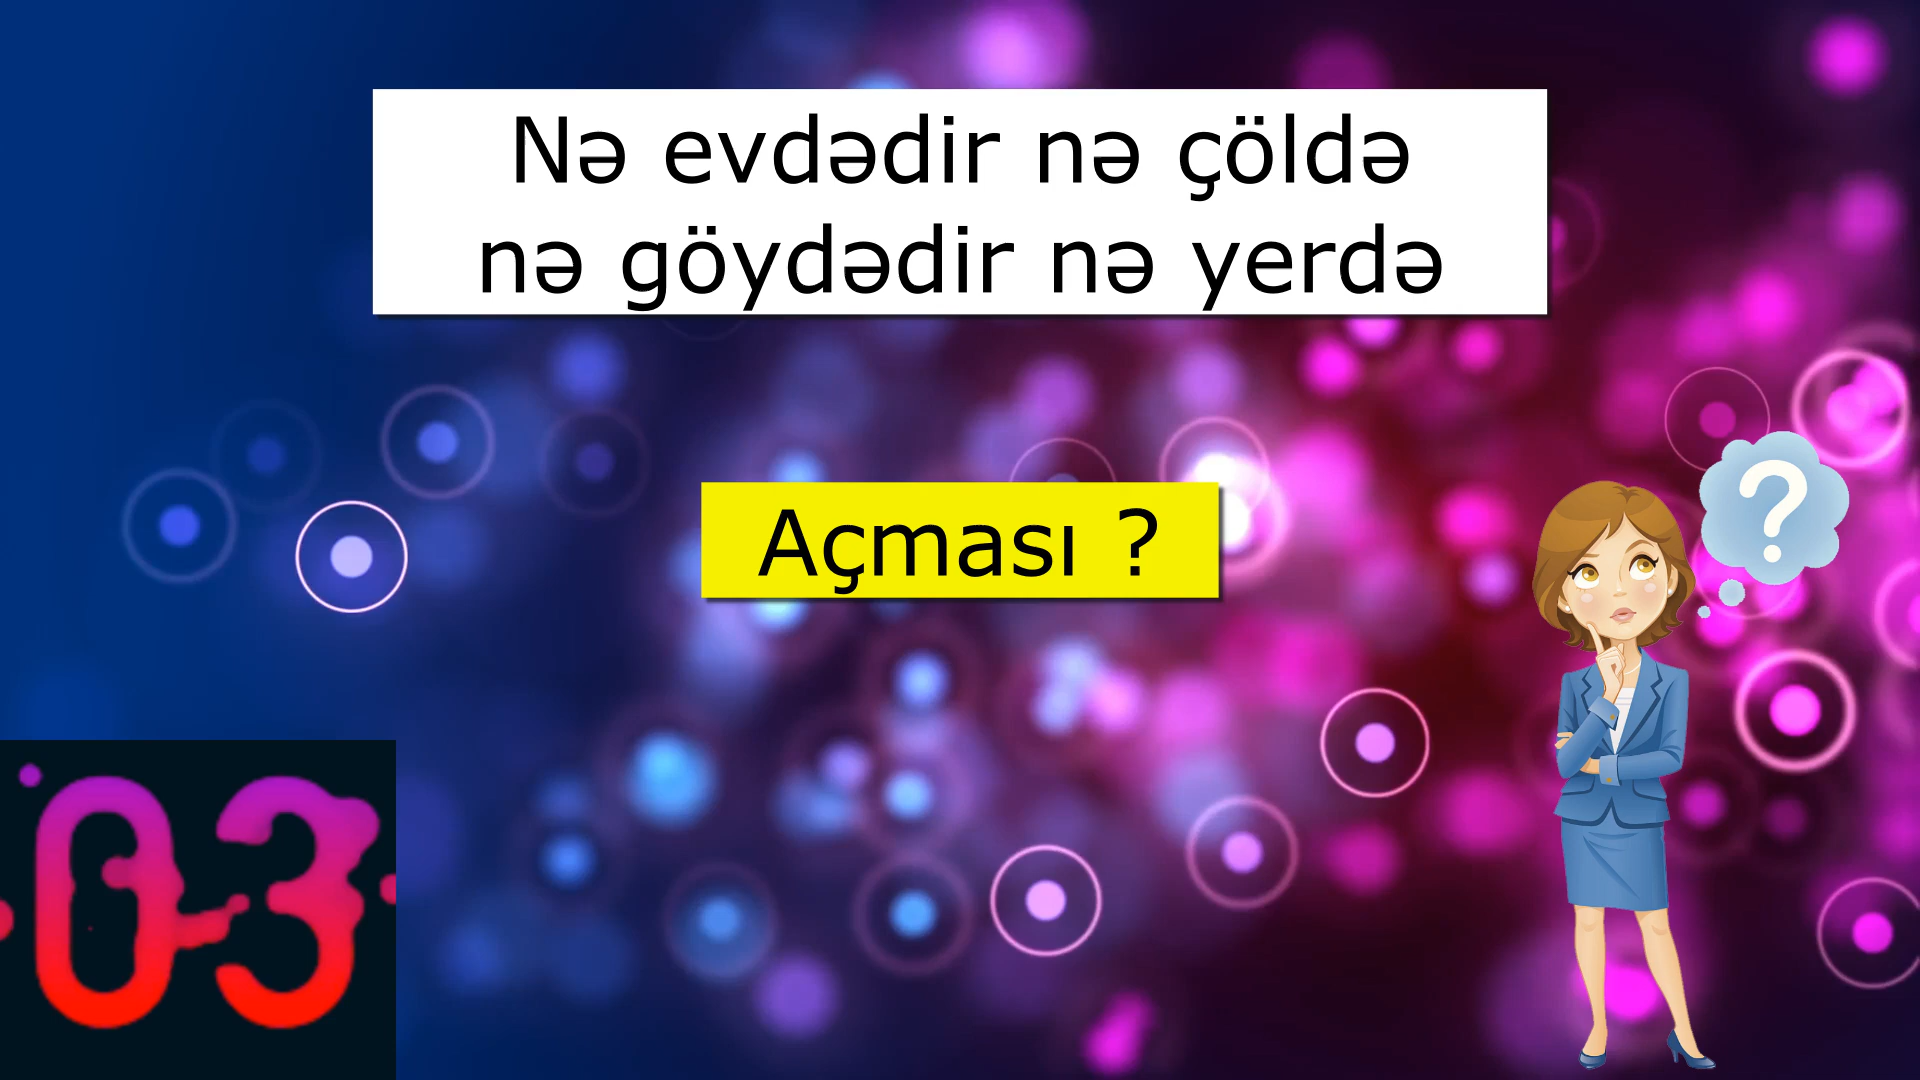 Nə evdədir nə çöldə
nə göydədir nə yerdə
Açması ?
?
03